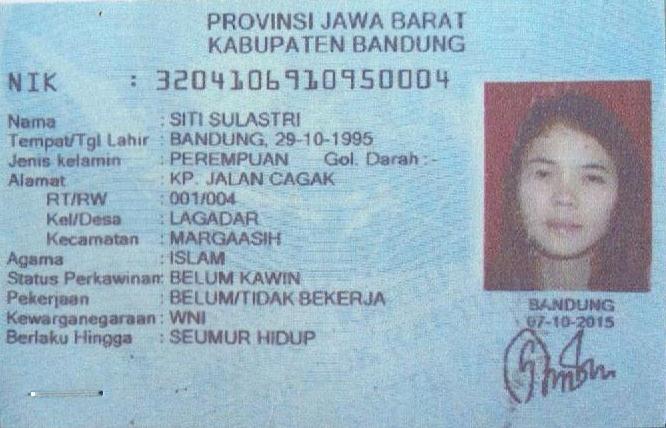 PROVINSI JAWA BARAT
KABUPATEN BANDUNG
NIK : 3204106910950004
Nama : SITI SULASTRI
Tempat/Tgl Lahir : BANDUNG, 29-10-1995
Jenis kelamin : PEREMPUAN Gol. Darah :-
Alamat : KP. JALAN CAGAK
RT/RW : 001/004
Kel/Desa : LAGADAR
Kecamatan : MARGAASIH
Agama : ISLAM
Status Perkawinan: BELUM KAWIN
Pekerjaan : BELUM/TIDAK BEKERJA
Kewarganegaraan : WNI
Berlaku Hingga : SEUMUR HIDUP
BANDUNG
07-10-2015